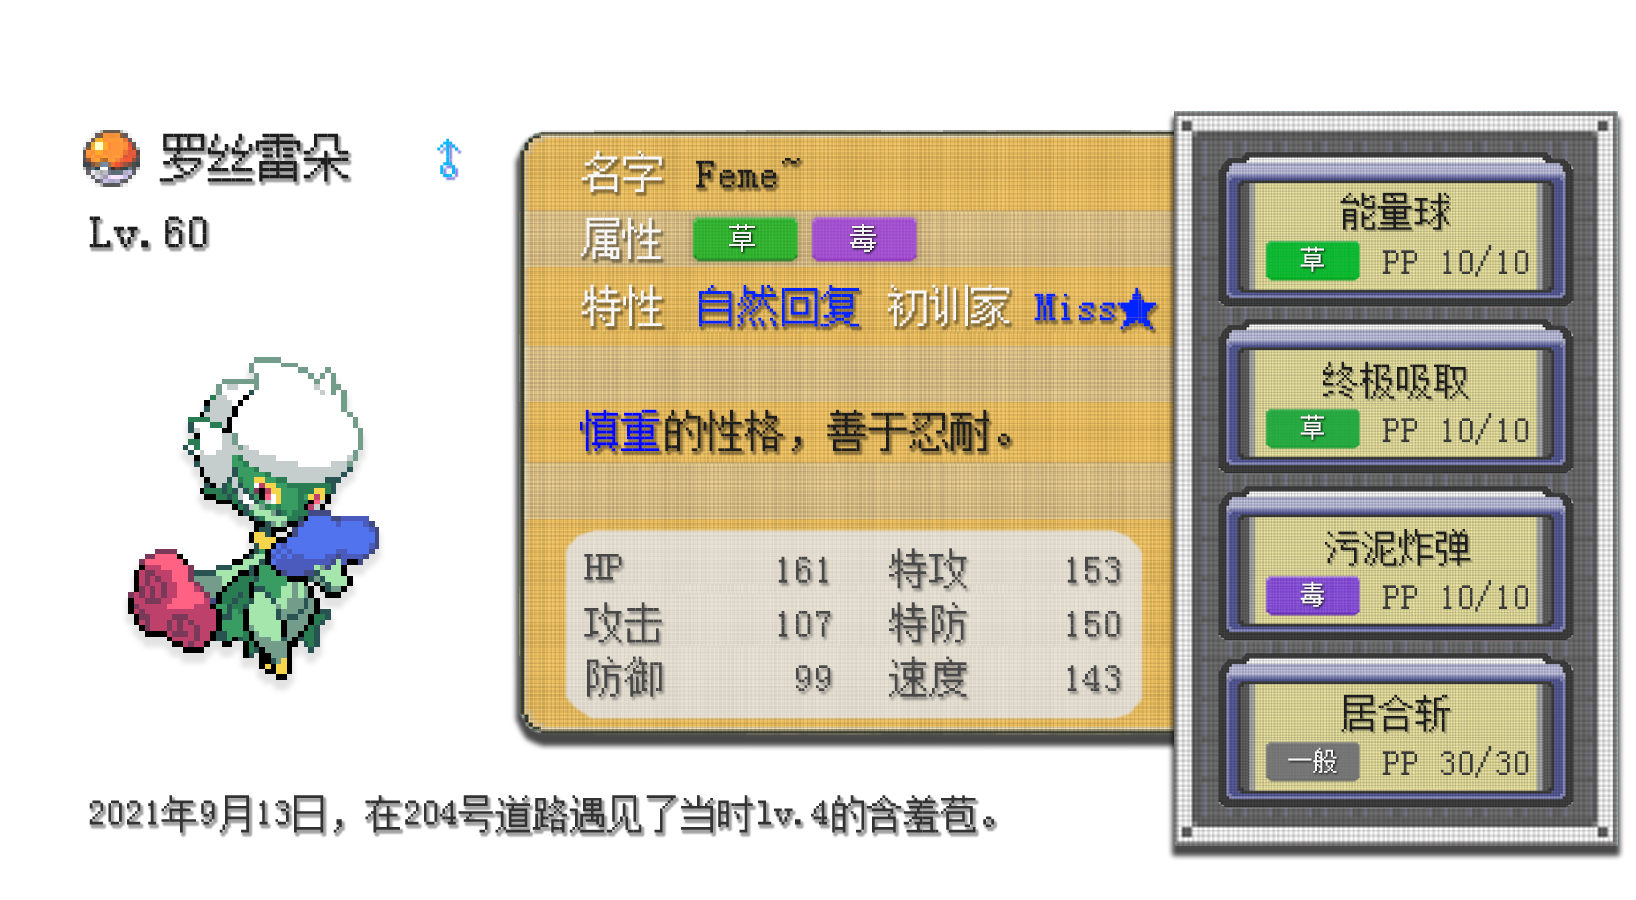 罗丝雷朵 ♂
Lv.60
名字 Feme~
属性 草 毒
特性 自然回复 初训家 Miss★
慎重的性格，善于忍耐。
HP 161 特攻 153
攻击 107 特防 150
防御 99 速度 143
能量球
草 PP 10/10
终极吸取
草 PP 10/10
污泥炸弹
毒 PP 10/10
居合斩
一般 PP 30/30
2021年9月13日，在204号道路遇见了当时lv.4的含羞苞。